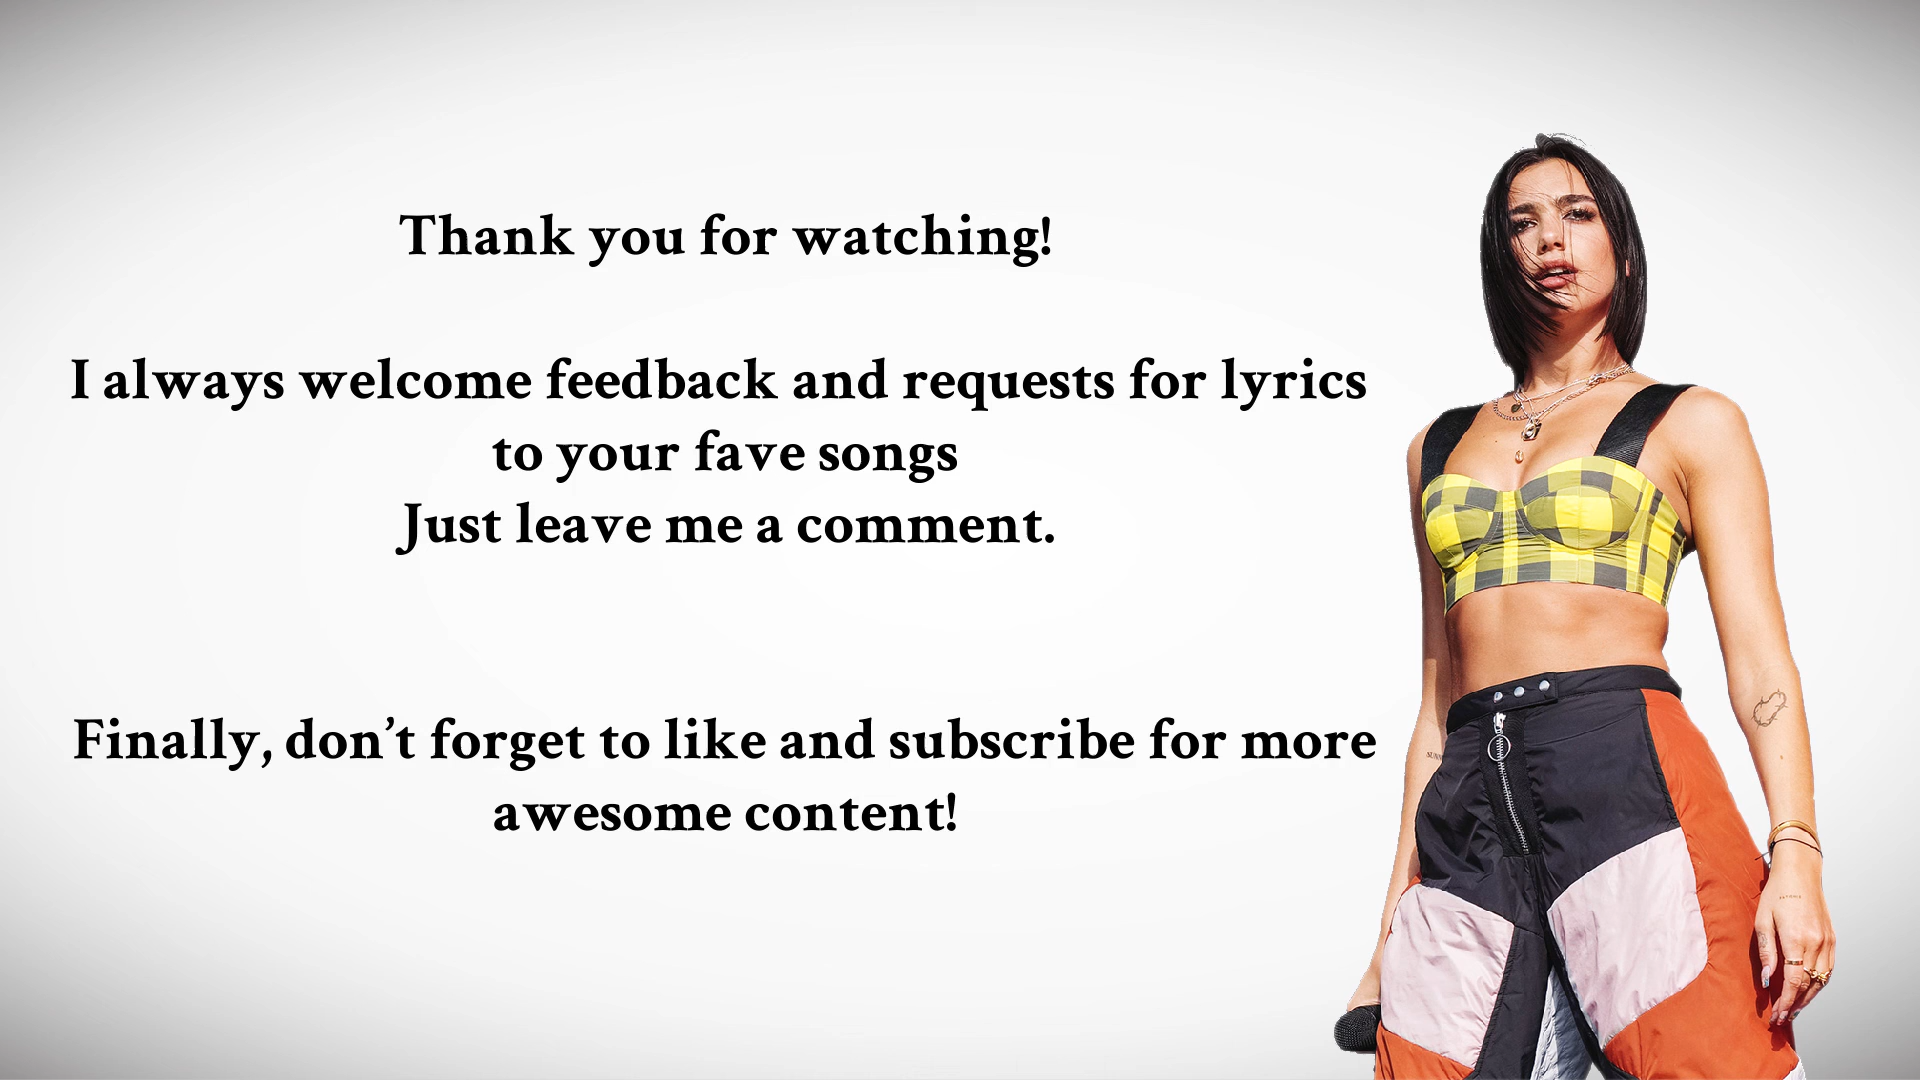 Thank you for watching!
I always welcome feedback and requests for lyrics
to your fave songs
Just leave me a comment.
Finally, don’t forget to like and subscribe for more
awesome content!